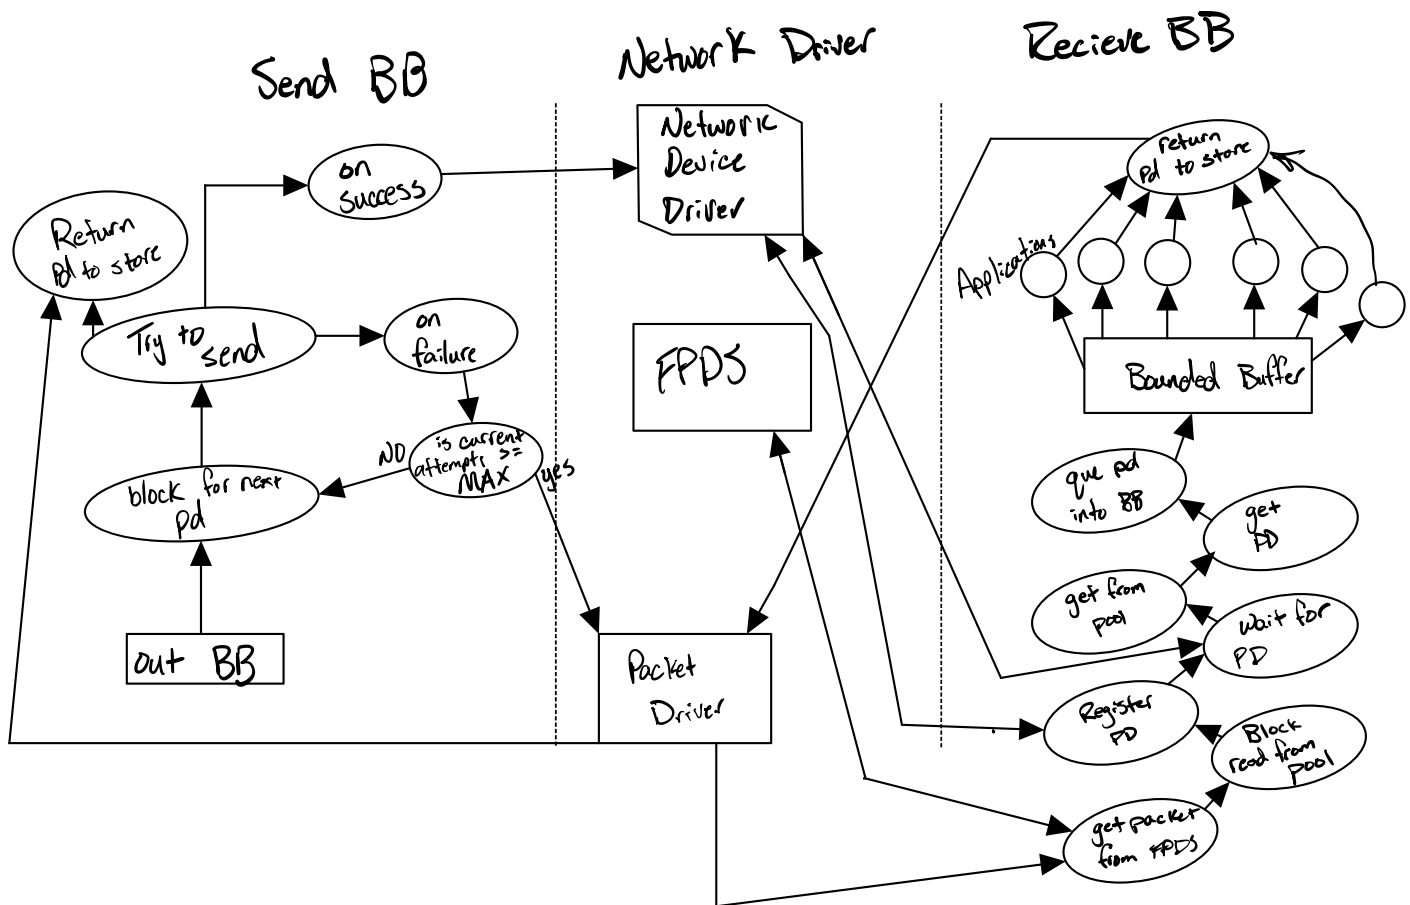 Send BB
Network Driver
Recieve BB
Return
pd to store
on
success
Try to
send
on
failure
is current
attempts >=
MAX
NO
yes
block for next
pd
out BB
Network
Device
Driver
FPDS
Packet
Driver
return
pd to store
Applications
Bounded Buffer
que pd
into BB
get
PD
get from
pool
wait for
PD
Register
PD
Block
read from
pool
get packet
from FPDS